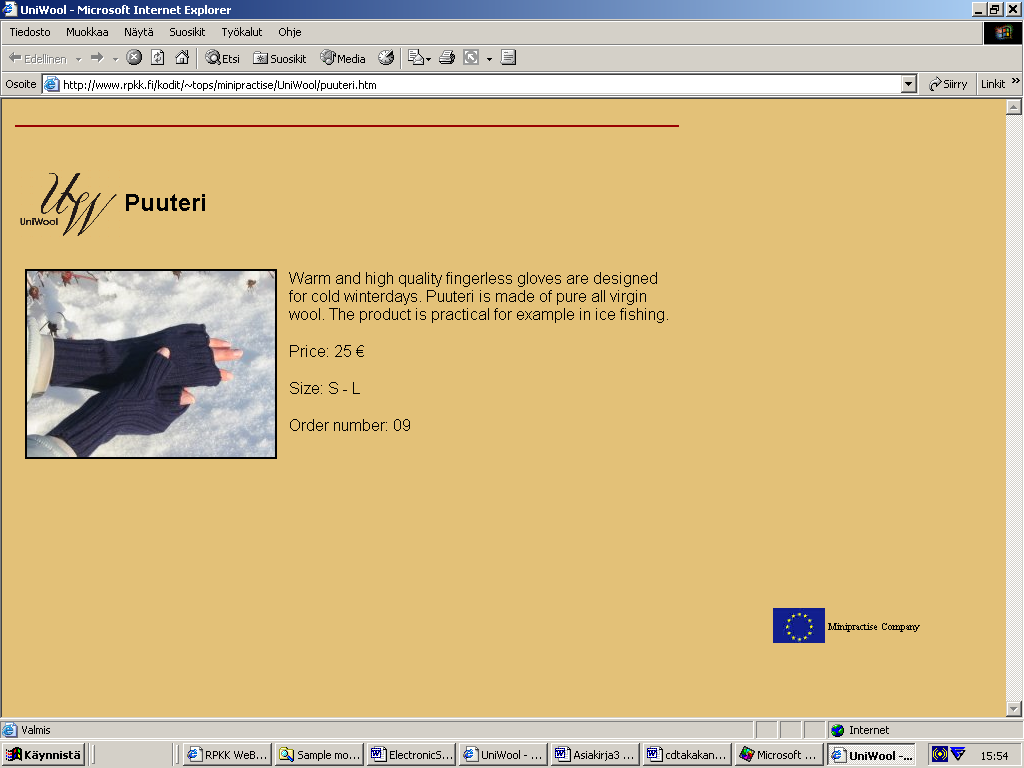 UniWool - Microsoft Internet Explorer
Tiedosto Muokkaa Näytä Suosikit Työkalut Ohje
Edellinen Etsi Suosikit Media
Osoite http://www.rpkk.fi/kodit/~tops/minipractise/UniWool/puuteri.htm Siirry Linkit »
UW
UniWool
Puuteri
Warm and high quality fingerless gloves are designed
for cold winterdays. Puuteri is made of pure all virgin
wool. The product is practical for example in ice fishing.
Price: 25 €
Size: S - L
Order number: 09
Minipractise Company
Valmis Internet
Käynnistä RPKK WeB... Sample mo... ElectronicS... UniWool - ... Asiakirja3 ... cdtakakan... Microsoft ... UniWool -... 15:54